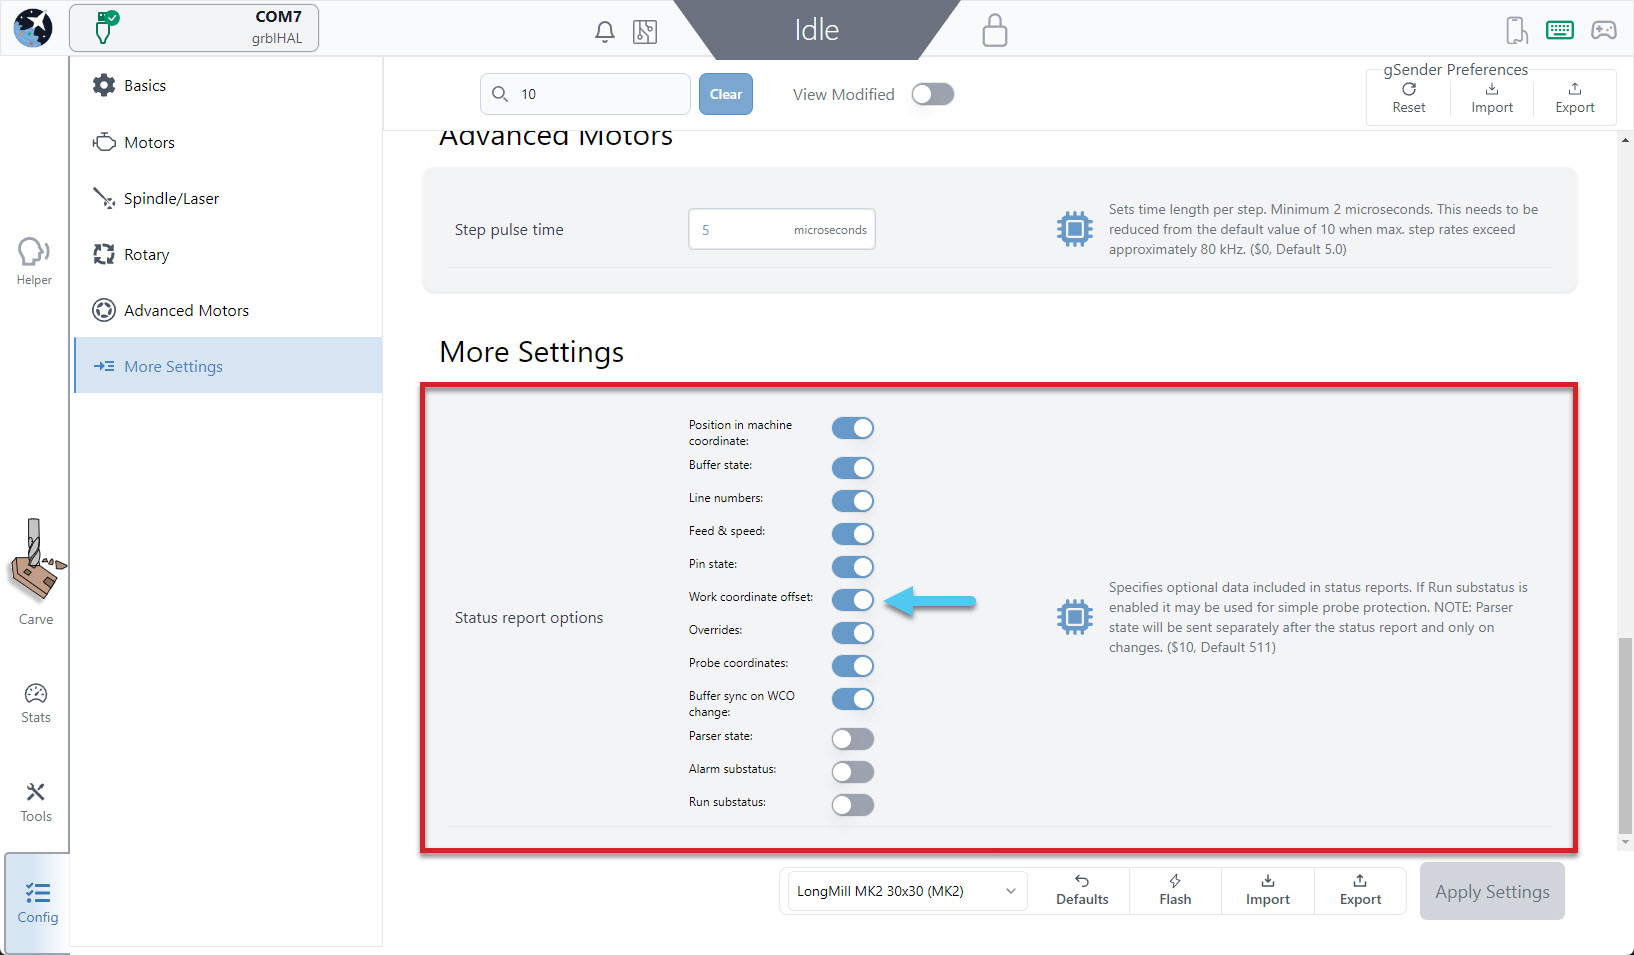 COM7
grblHAL
Idle
Basics
Motors
Spindle/Laser
Rotary
Advanced Motors
More Settings
Helper
Carve
Stats
Tools
Config
10
Clear
View Modified
gSender Preferences
Reset
Import
Export
Advanced Motors
Step pulse time
5
microseconds
Sets time length per step. Minimum 2 microseconds. This needs to be
reduced from the default value of 10 when max. step rates exceed
approximately 80 kHz. ($0, Default 5.0)
More Settings
Status report options
Position in machine
coordinate:
Buffer state:
Line numbers:
Feed & speed:
Pin state:
Work coordinate offset:
Overrides:
Probe coordinates:
Buffer sync on WCO
change:
Parser state:
Alarm substatus:
Run substatus:
Specifies optional data included in status reports. If Run substatus is
enabled it may be used for simple probe protection. NOTE: Parser
state will be sent separately after the status report and only on
changes. ($10, Default 511)
LongMill MK2 30x30 (MK2)
Defaults
Flash
Import
Export
Apply Settings